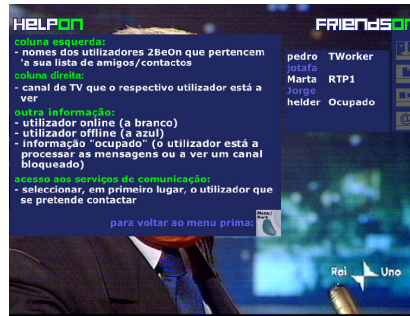 HELPON
FRIENDSON
coluna esquerda:
- nomes dos utilizadores 2BeOn que pertencem
'a sua lista de amigos/contactos
coluna direita:
- canal de TV que o respectivo utilizador está a
ver
outra informação:
- utilizador online (a branco)
- utilizador offline (a azul)
- informação "ocupado" (o utilizador está a
processar as mensagens ou a ver um canal
bloqueado)
acesso aos serviços de comunicação:
- seleccionar, em primeiro lugar, o utilizador que
se pretende contactar
para voltar ao menu prima:
Menu/
Back
pedro TWorker
jotafa
Marta RTP1
Jorge
helder Ocupado
@
Rai Uno